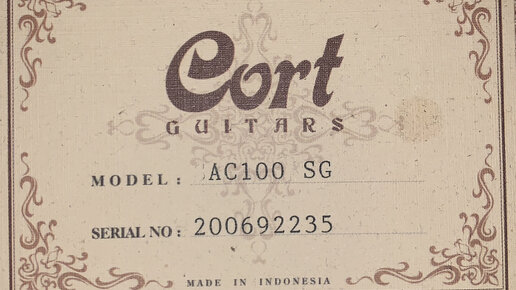 Cort
GUITARS
MODEL: AC100 SG
SERIAL NO: 200692235
MADE IN INDONESIA